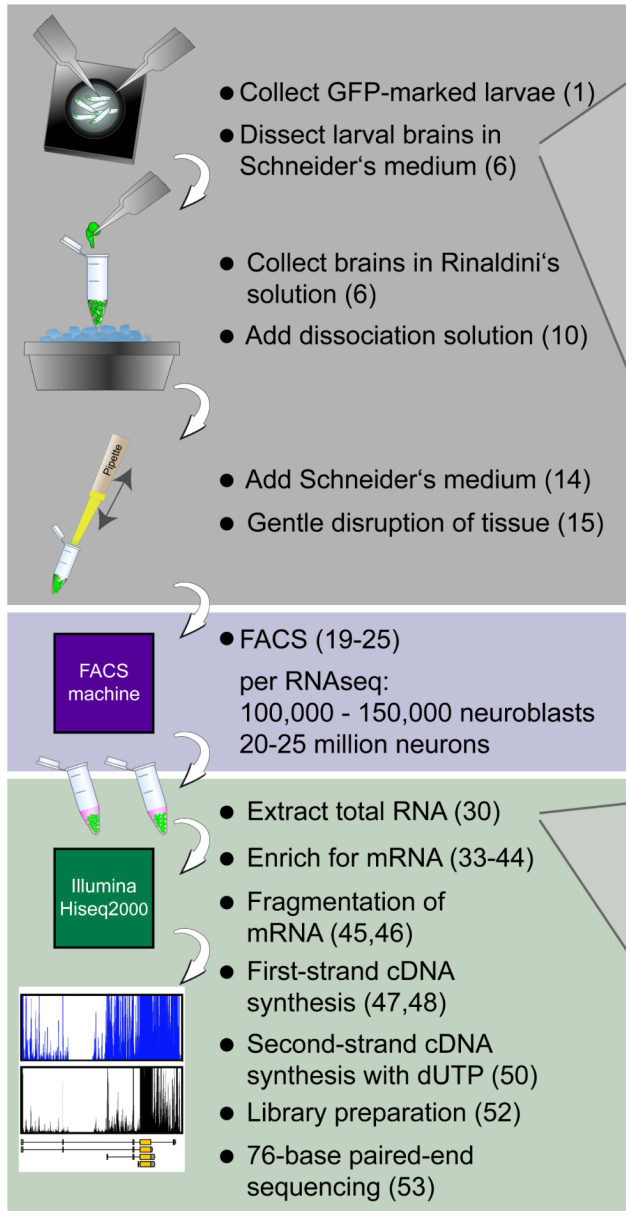 ● Collect GFP-marked larvae (1)
● Dissect larval brains in
Schneider‘s medium (6)
● Collect brains in Rinaldini‘s
solution (6)
● Add dissociation solution (10)
Pipette
● Add Schneider‘s medium (14)
● Gentle disruption of tissue (15)
FACS
machine
● FACS (19-25)
per RNAseq:
100,000 - 150,000 neuroblasts
20-25 million neurons
● Extract total RNA (30)
● Enrich for mRNA (33-44)
Illumina
Hiseq2000
● Fragmentation of
mRNA (45,46)
● First-strand cDNA
synthesis (47,48)
● Second-strand cDNA
synthesis with dUTP (50)
● Library preparation (52)
● 76-base paired-end
sequencing (53)